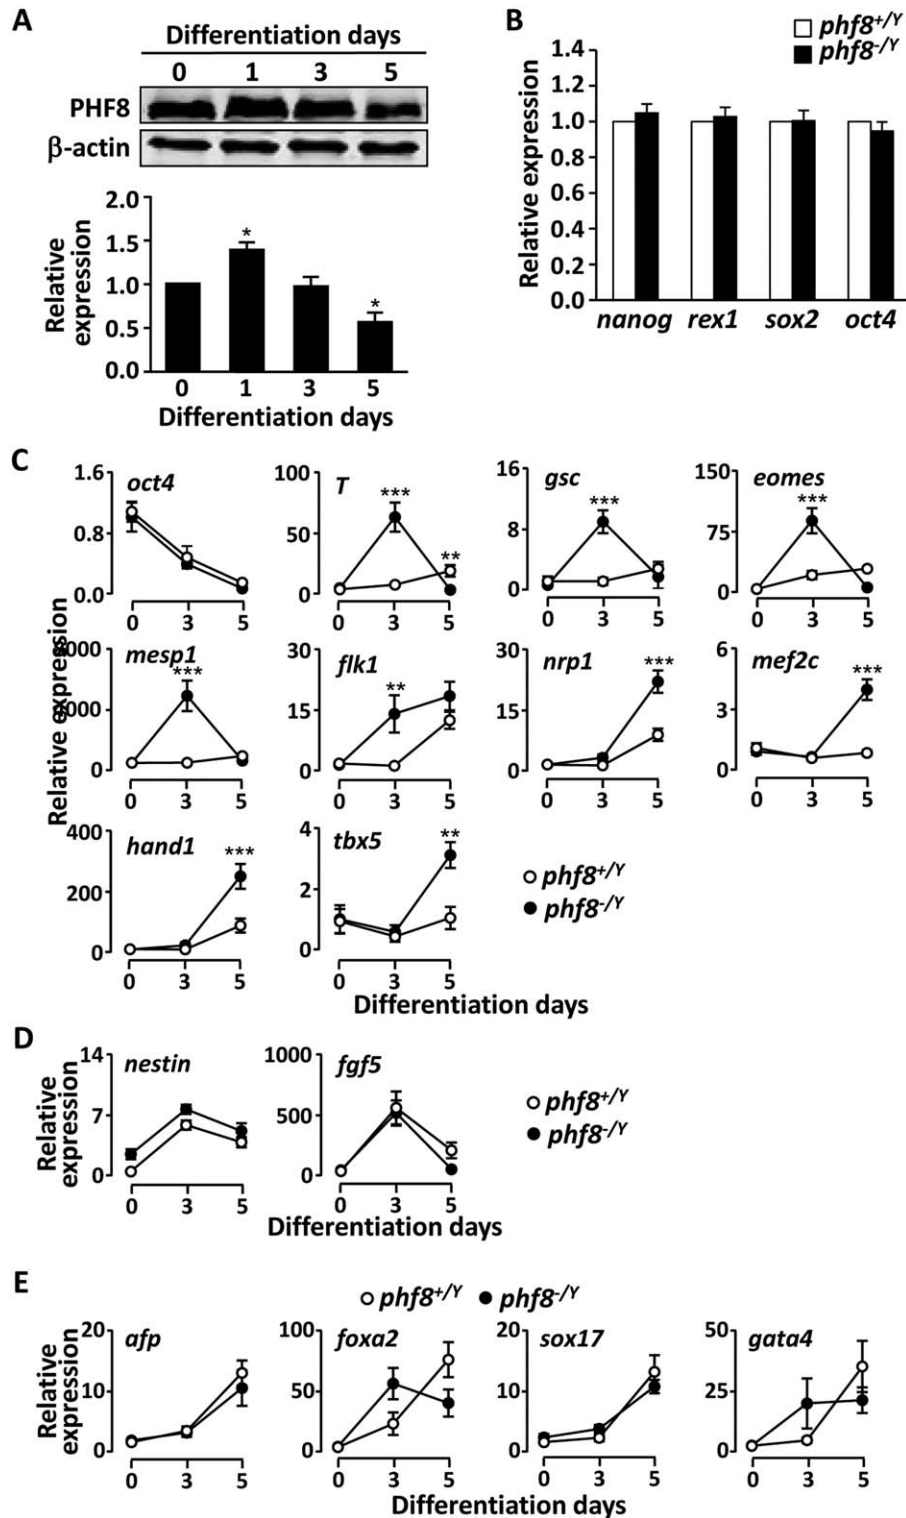 A
Differentiation days
0 1 3 5
PHF8
β-actin
2.0
1.5
1.0
0.5
0.0
Relative
expression
*
*
0 1 3 5
Differentiation days
B
phf8+/Y
phf8-/Y
1.4
1.2
1.0
0.8
0.6
0.4
0.2
0.0
Relative expression
nanog rex1 sox2 oct4
C
Relative expression
oct4
1.6
0.8
0.0
0 3 5
T
100
50
0
***
**
0 3 5
gsc
16
8
0
***
0 3 5
eomes
150
75
0
***
0 3 5
mesp1
000
000
0
***
0 3 5
flk1
30
15
0
**
0 3 5
nrp1
30
15
0
***
0 3 5
mef2c
6
3
0
***
0 3 5
hand1
400
200
0
***
0 3 5
tbx5
4
2
0
**
0 3 5
phf8+/Y
phf8-/Y
Differentiation days
D
Relative
expression
nestin
14
7
0
0 3 5
fgf5
1000
500
0
0 3 5
phf8+/Y
phf8-/Y
Differentiation days
E
phf8+/Y phf8-/Y
Relative
expression
afp
20
10
0
0 3 5
foxa2
100
50
0
0 3 5
sox17
20
10
0
0 3 5
gata4
50
25
0
0 3 5
Differentiation days